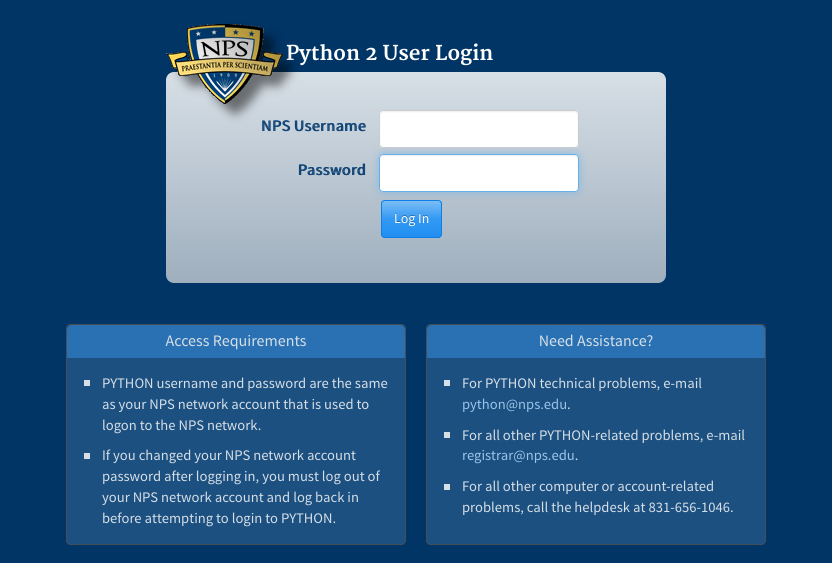 NPS
PRAESTANTIA PER SCIENTIAM
1909
Python 2 User Login
NPS Username
Password
Log In
Access Requirements
PYTHON username and password are the same
as your NPS network account that is used to
logon to the NPS network.
If you changed your NPS network account
password after logging in, you must log out of
your NPS network account and log back in
before attempting to login to PYTHON.
Need Assistance?
For PYTHON technical problems, e-mail
python@nps.edu.
For all other PYTHON-related problems, e-mail
registrar@nps.edu.
For all other computer or account-related
problems, call the helpdesk at 831-656-1046.